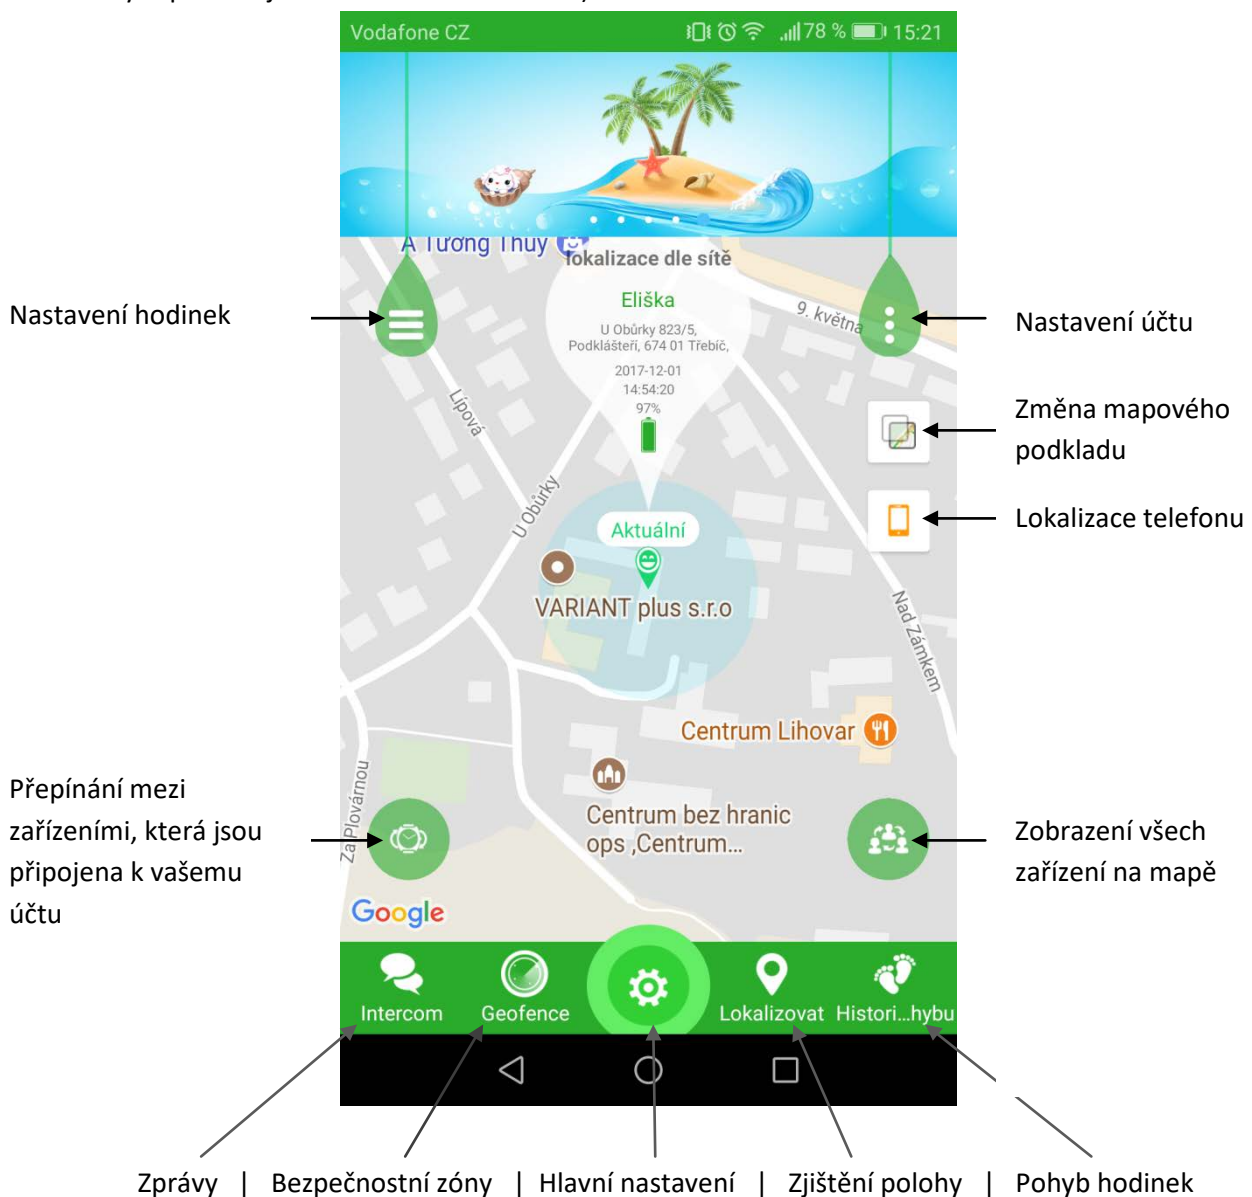 Vodafone CZ 78 % 15:21
A Tường Thuy
lokalizace dle sítě
Eliška
U Obůrky 823/5,
Podklášteří, 674 01 Třebíč,
2017-12-01
14:54:20
97%
9. května
Nastavení hodinek
Nastavení účtu
Změna mapového
podkladu
Lípová
U Obůrky
Lokalizace telefonu
Aktuální
VARIANT plus s.r.o
Nad Zámkem
Centrum Lihovar
Za Plovárnou
Centrum bez hranic
ops ,Centrum...
Přepínání mezi
zařízeními, která jsou
připojena k vašemu
účtu
Zobrazení všech
zařízení na mapě
Google
Intercom Geofence Lokalizovat Histori...hybu
Zprávy | Bezpečnostní zóny | Hlavní nastavení | Zjištění polohy | Pohyb hodinek